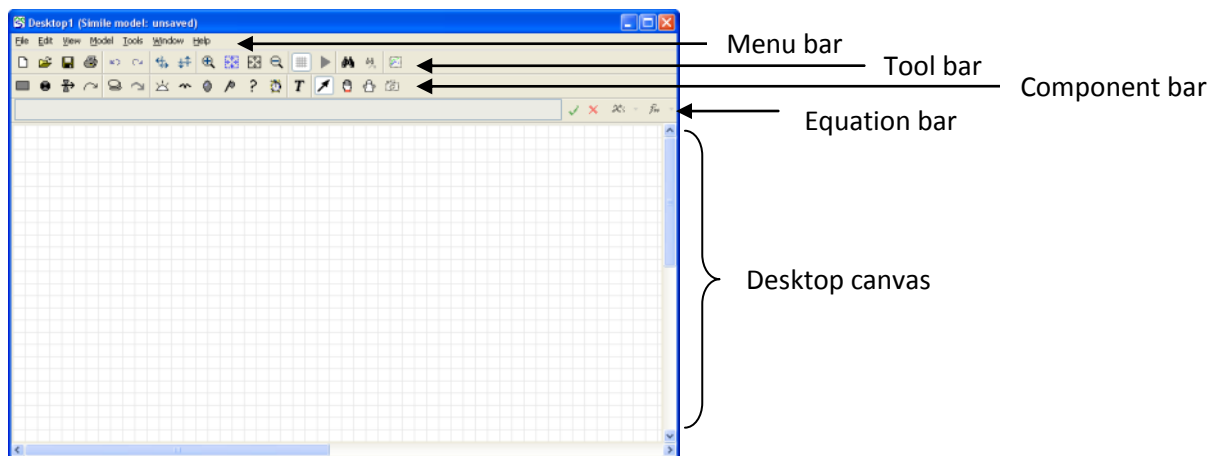 Desktop1 (Simile model: unsaved)
File Edit View Model Tools Window Help
Menu bar
Tool bar
T ?
Component bar
Equation bar
Desktop canvas